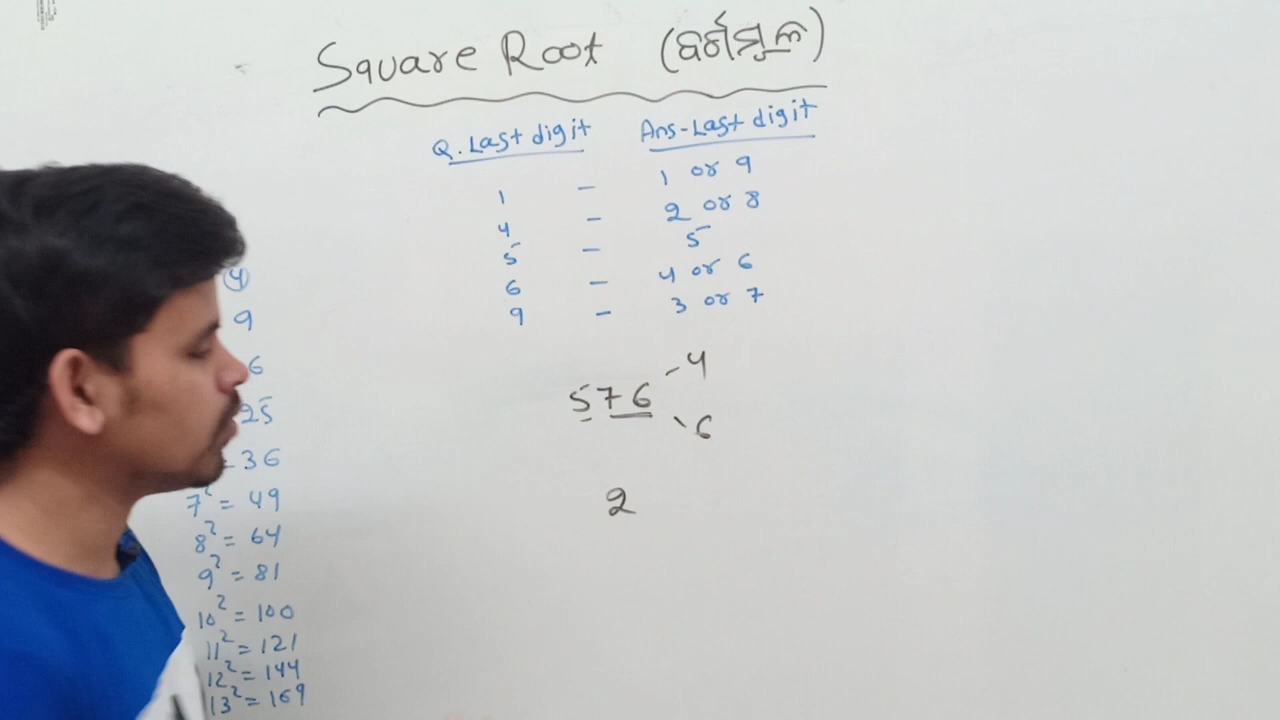 Square Root (ବର୍ଗମୂଳ)
Q. Last digit Ans-Last digit
1 - 1 or 9
4 - 2 or 8
5 - 5
6 - 4 or 6
9 - 3 or 7
4
9
6
25
36
7² = 49
8² = 64
9² = 81
10² = 100
11² = 121
12² = 144
13² = 169
576 - 4
6
2